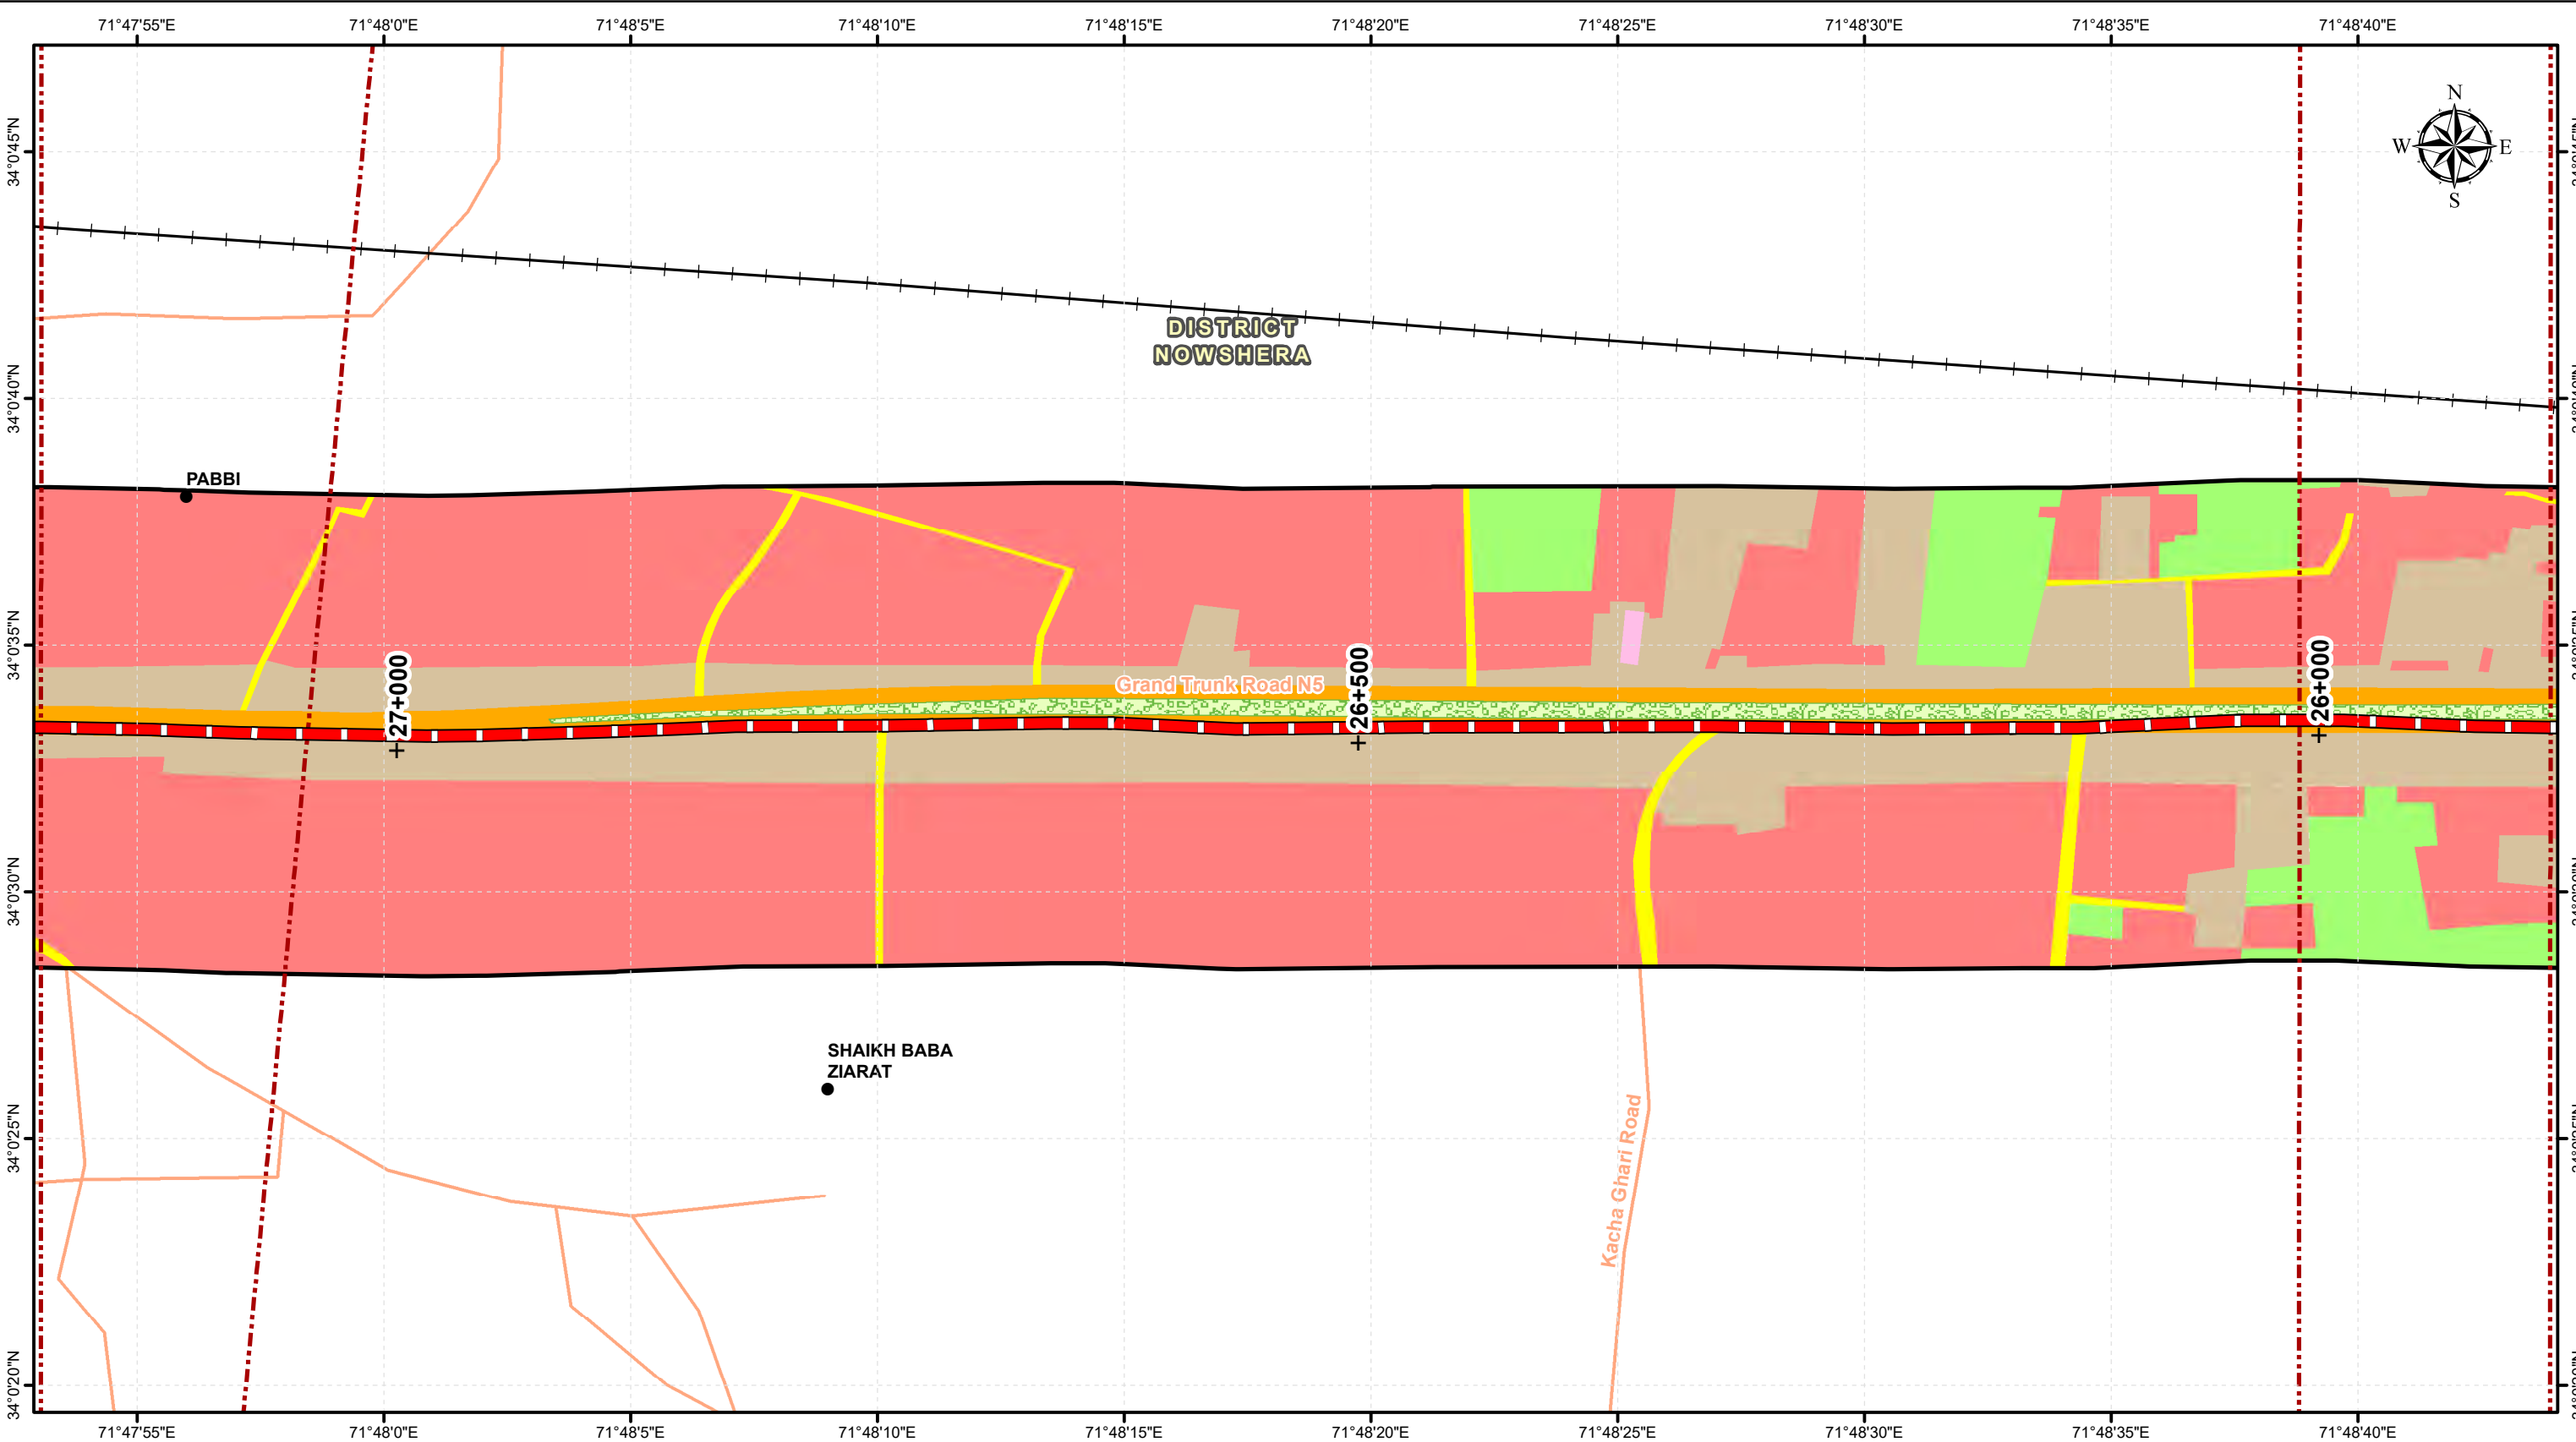 71°47'55"E
71°48'0"E
71°48'5"E
71°48'10"E
71°48'15"E
71°48'20"E
71°48'25"E
71°48'30"E
71°48'35"E
71°48'40"E
N
W
E
S
34°0'45"N
34°0'40"N
34°0'35"N
34°0'30"N
34°0'25"N
34°0'20"N
DISTRICT
NOWSHERA
PABBI
27+000
Grand Trunk Road N5
26+500
26+000
SHAIKH BABA
ZIARAT
Kacha Ghari Road
71°47'55"E
71°48'0"E
71°48'5"E
71°48'10"E
71°48'15"E
71°48'20"E
71°48'25"E
71°48'30"E
71°48'35"E
71°48'40"E